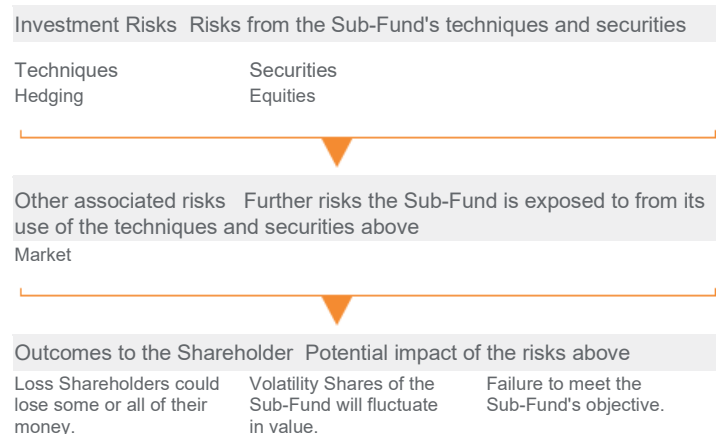 Investment Risks Risks from the Sub-Fund's techniques and securities
Techniques Securities
Hedging Equities
Other associated risks Further risks the Sub-Fund is exposed to from its
use of the techniques and securities above
Market
Outcomes to the Shareholder Potential impact of the risks above
Loss Shareholders could
lose some or all of their
money.
Volatility Shares of the
Sub-Fund will fluctuate
in value.
Failure to meet the
Sub-Fund's objective.